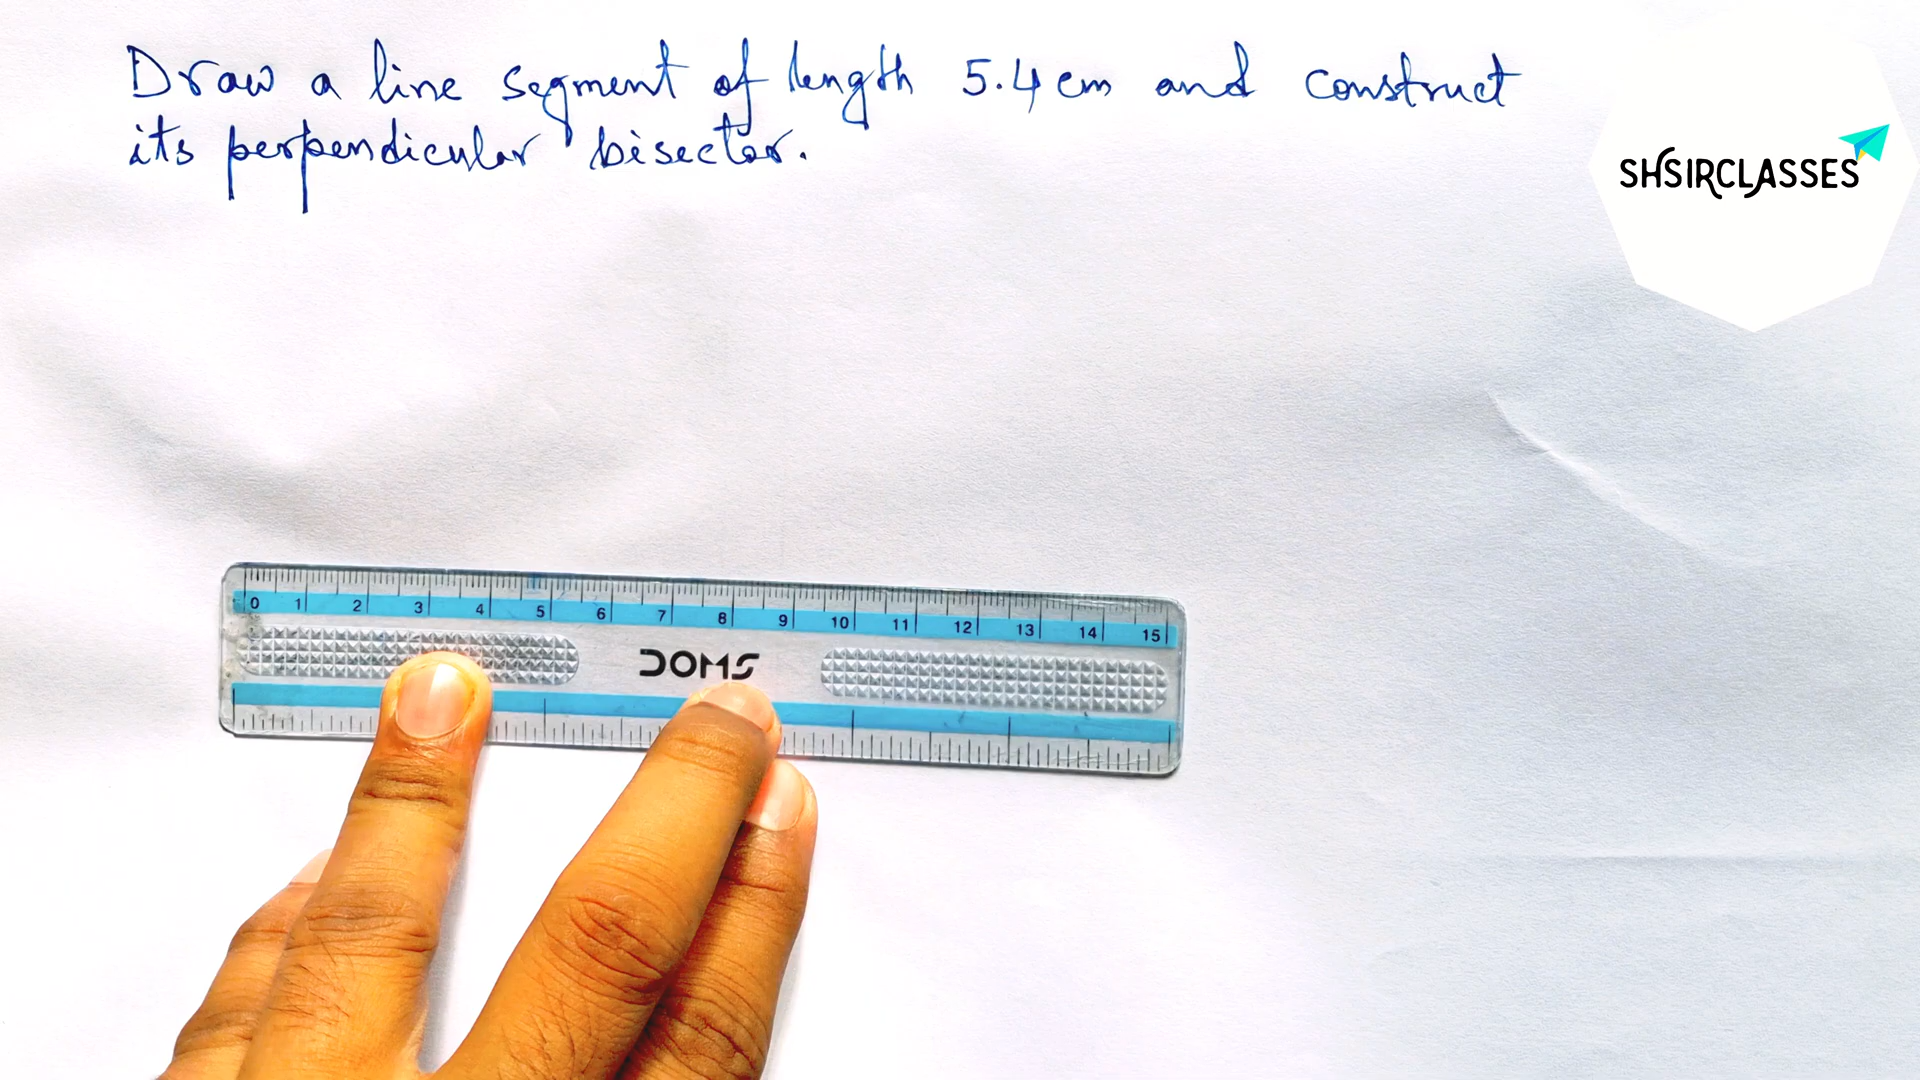 Draw a line segment of length 5.4 cm and construct
its perpendicular bisector.
SHSIRCLASSES
0 1 2 3 4 5 6 7 8 9 10 11 12 13 14 15
DOMS